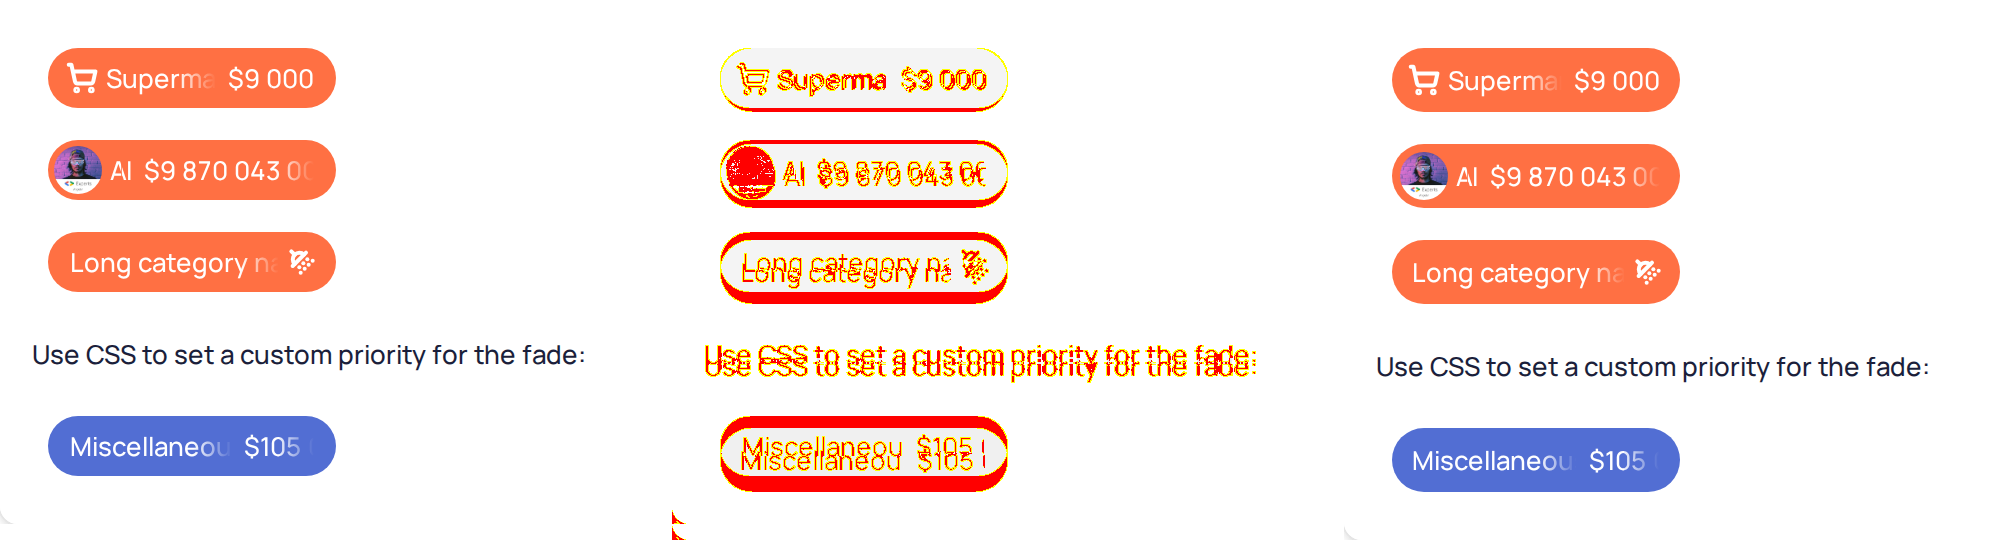 Superma $9 000
Superma $9 000
Superma $9 000
AI $9 870 043 00
AI $9 870 043 00
AI $9 870 043 00
Long category na
Long category na
Long category na
Use CSS to set a custom priority for the fade:
Use CSS to set a custom priority for the fade:
Use CSS to set a custom priority for the fade:
Miscellaneou $105
Miscellaneou $105
Miscellaneou $105